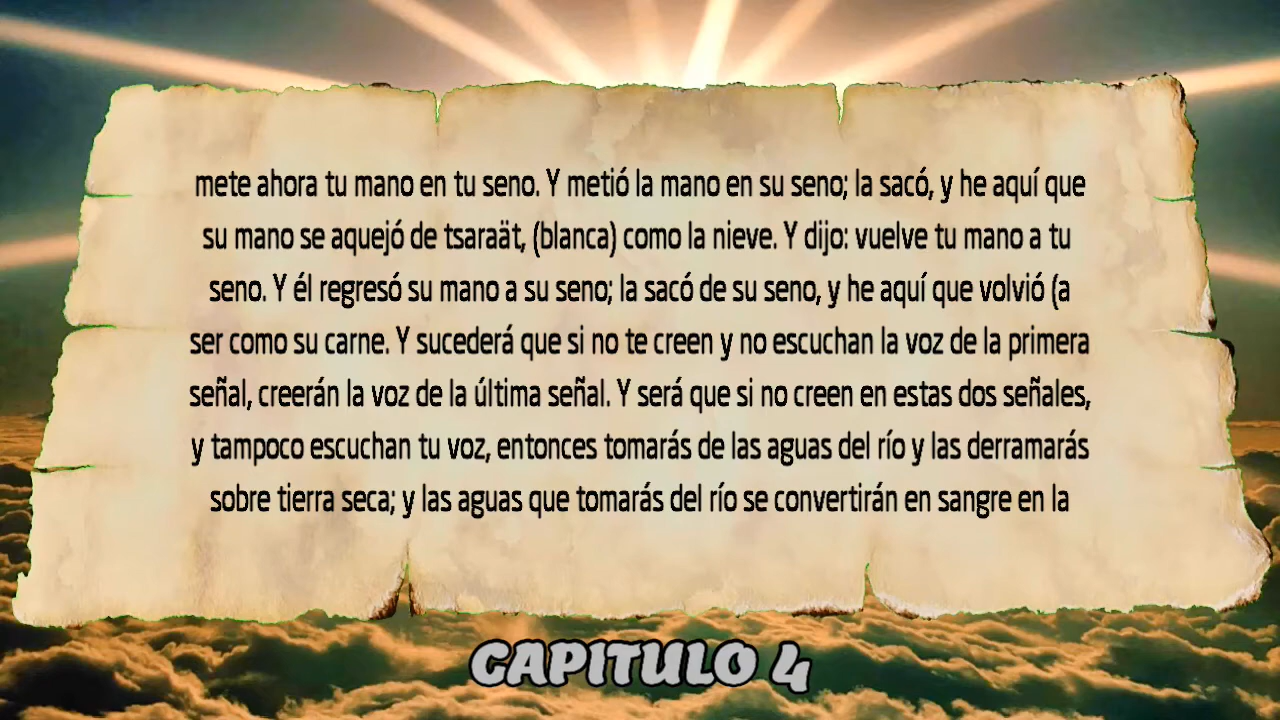 mete ahora tu mano en tu seno. Y metió la mano en su seno; la sacó, y he aquí que
su mano se aquejó de tsaraät, (blanca) como la nieve. Y dijo: vuelve tu mano a tu
seno. Y él regresó su mano a su seno; la sacó de su seno, y he aquí que volvió (a
ser como su carne. Y sucederá que si no te creen y no escuchan la voz de la primera
señal, creerán la voz de la última señal. Y será que si no creen en estas dos señales,
y tampoco escuchan tu voz, entonces tomarás de las aguas del río y las derramarás
sobre tierra seca; y las aguas que tomarás del río se convertirán en sangre en la
CAPITULO 4